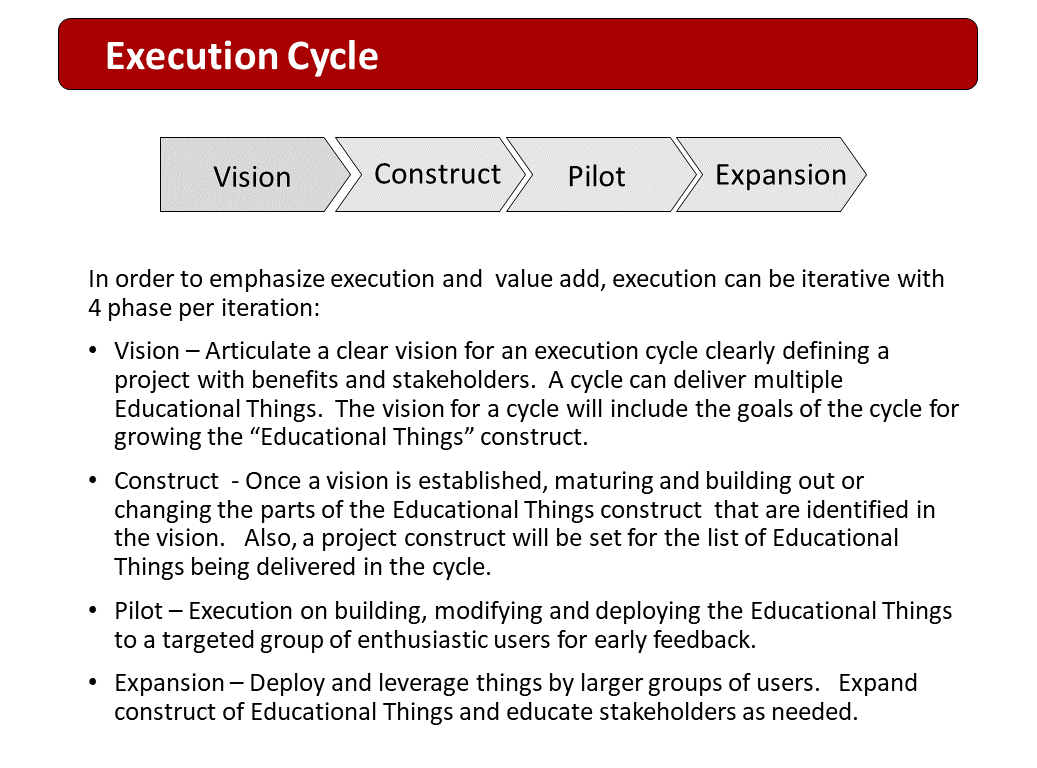 Execution Cycle
Vision
Construct
Pilot
Expansion
In order to emphasize execution and  value add, execution can be iterative with
4 phase per iteration:
• Vision – Articulate a clear vision for an execution cycle clearly defining a
project with benefits and stakeholders.  A cycle can deliver multiple
Educational Things.  The vision for a cycle will include the goals of the cycle for
growing the “Educational Things” construct.
• Construct  - Once a vision is established, maturing and building out or
changing the parts of the Educational Things construct  that are identified in
the vision.   Also, a project construct will be set for the list of Educational
Things being delivered in the cycle.
• Pilot – Execution on building, modifying and deploying the Educational Things
to a targeted group of enthusiastic users for early feedback.
• Expansion – Deploy and leverage things by larger groups of users.   Expand
construct of Educational Things and educate stakeholders as needed.